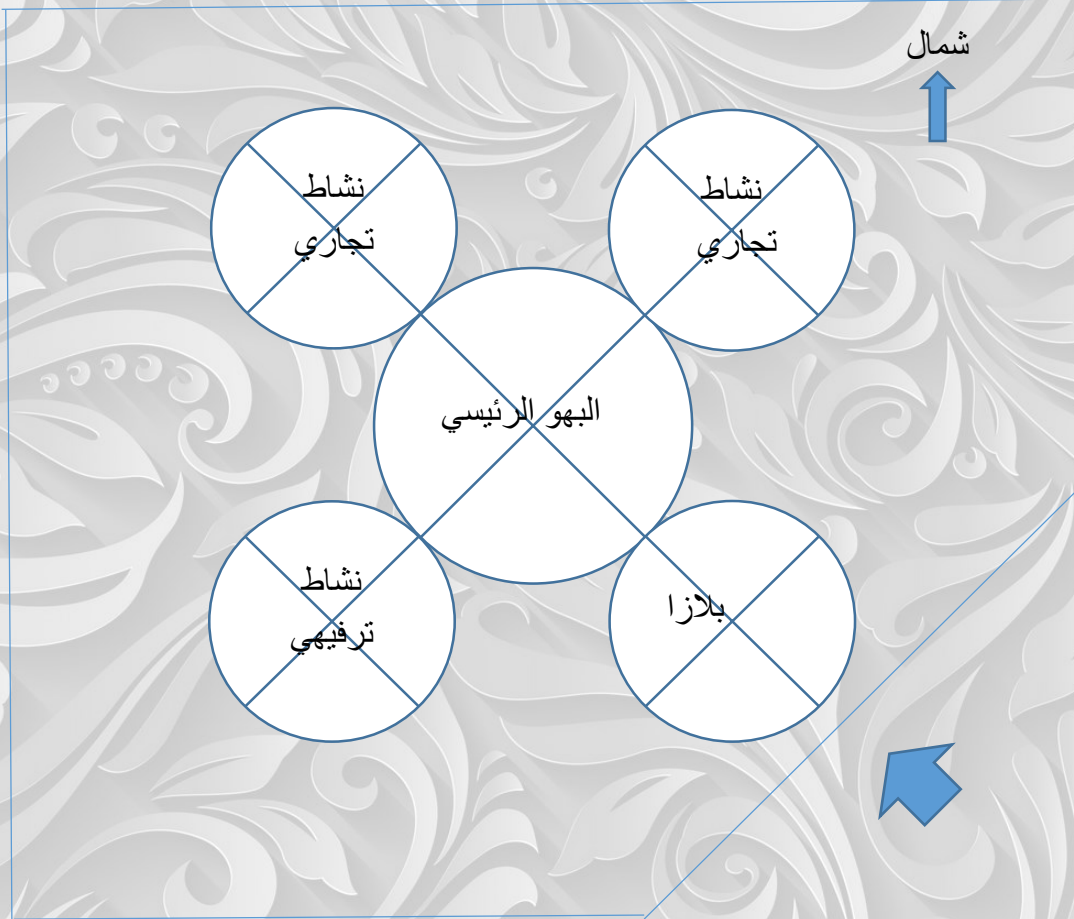 شمال
نشاط
تجاري
نشاط
تجاري
البهو الرئيسي
نشاط
ترفيهي
بلازا